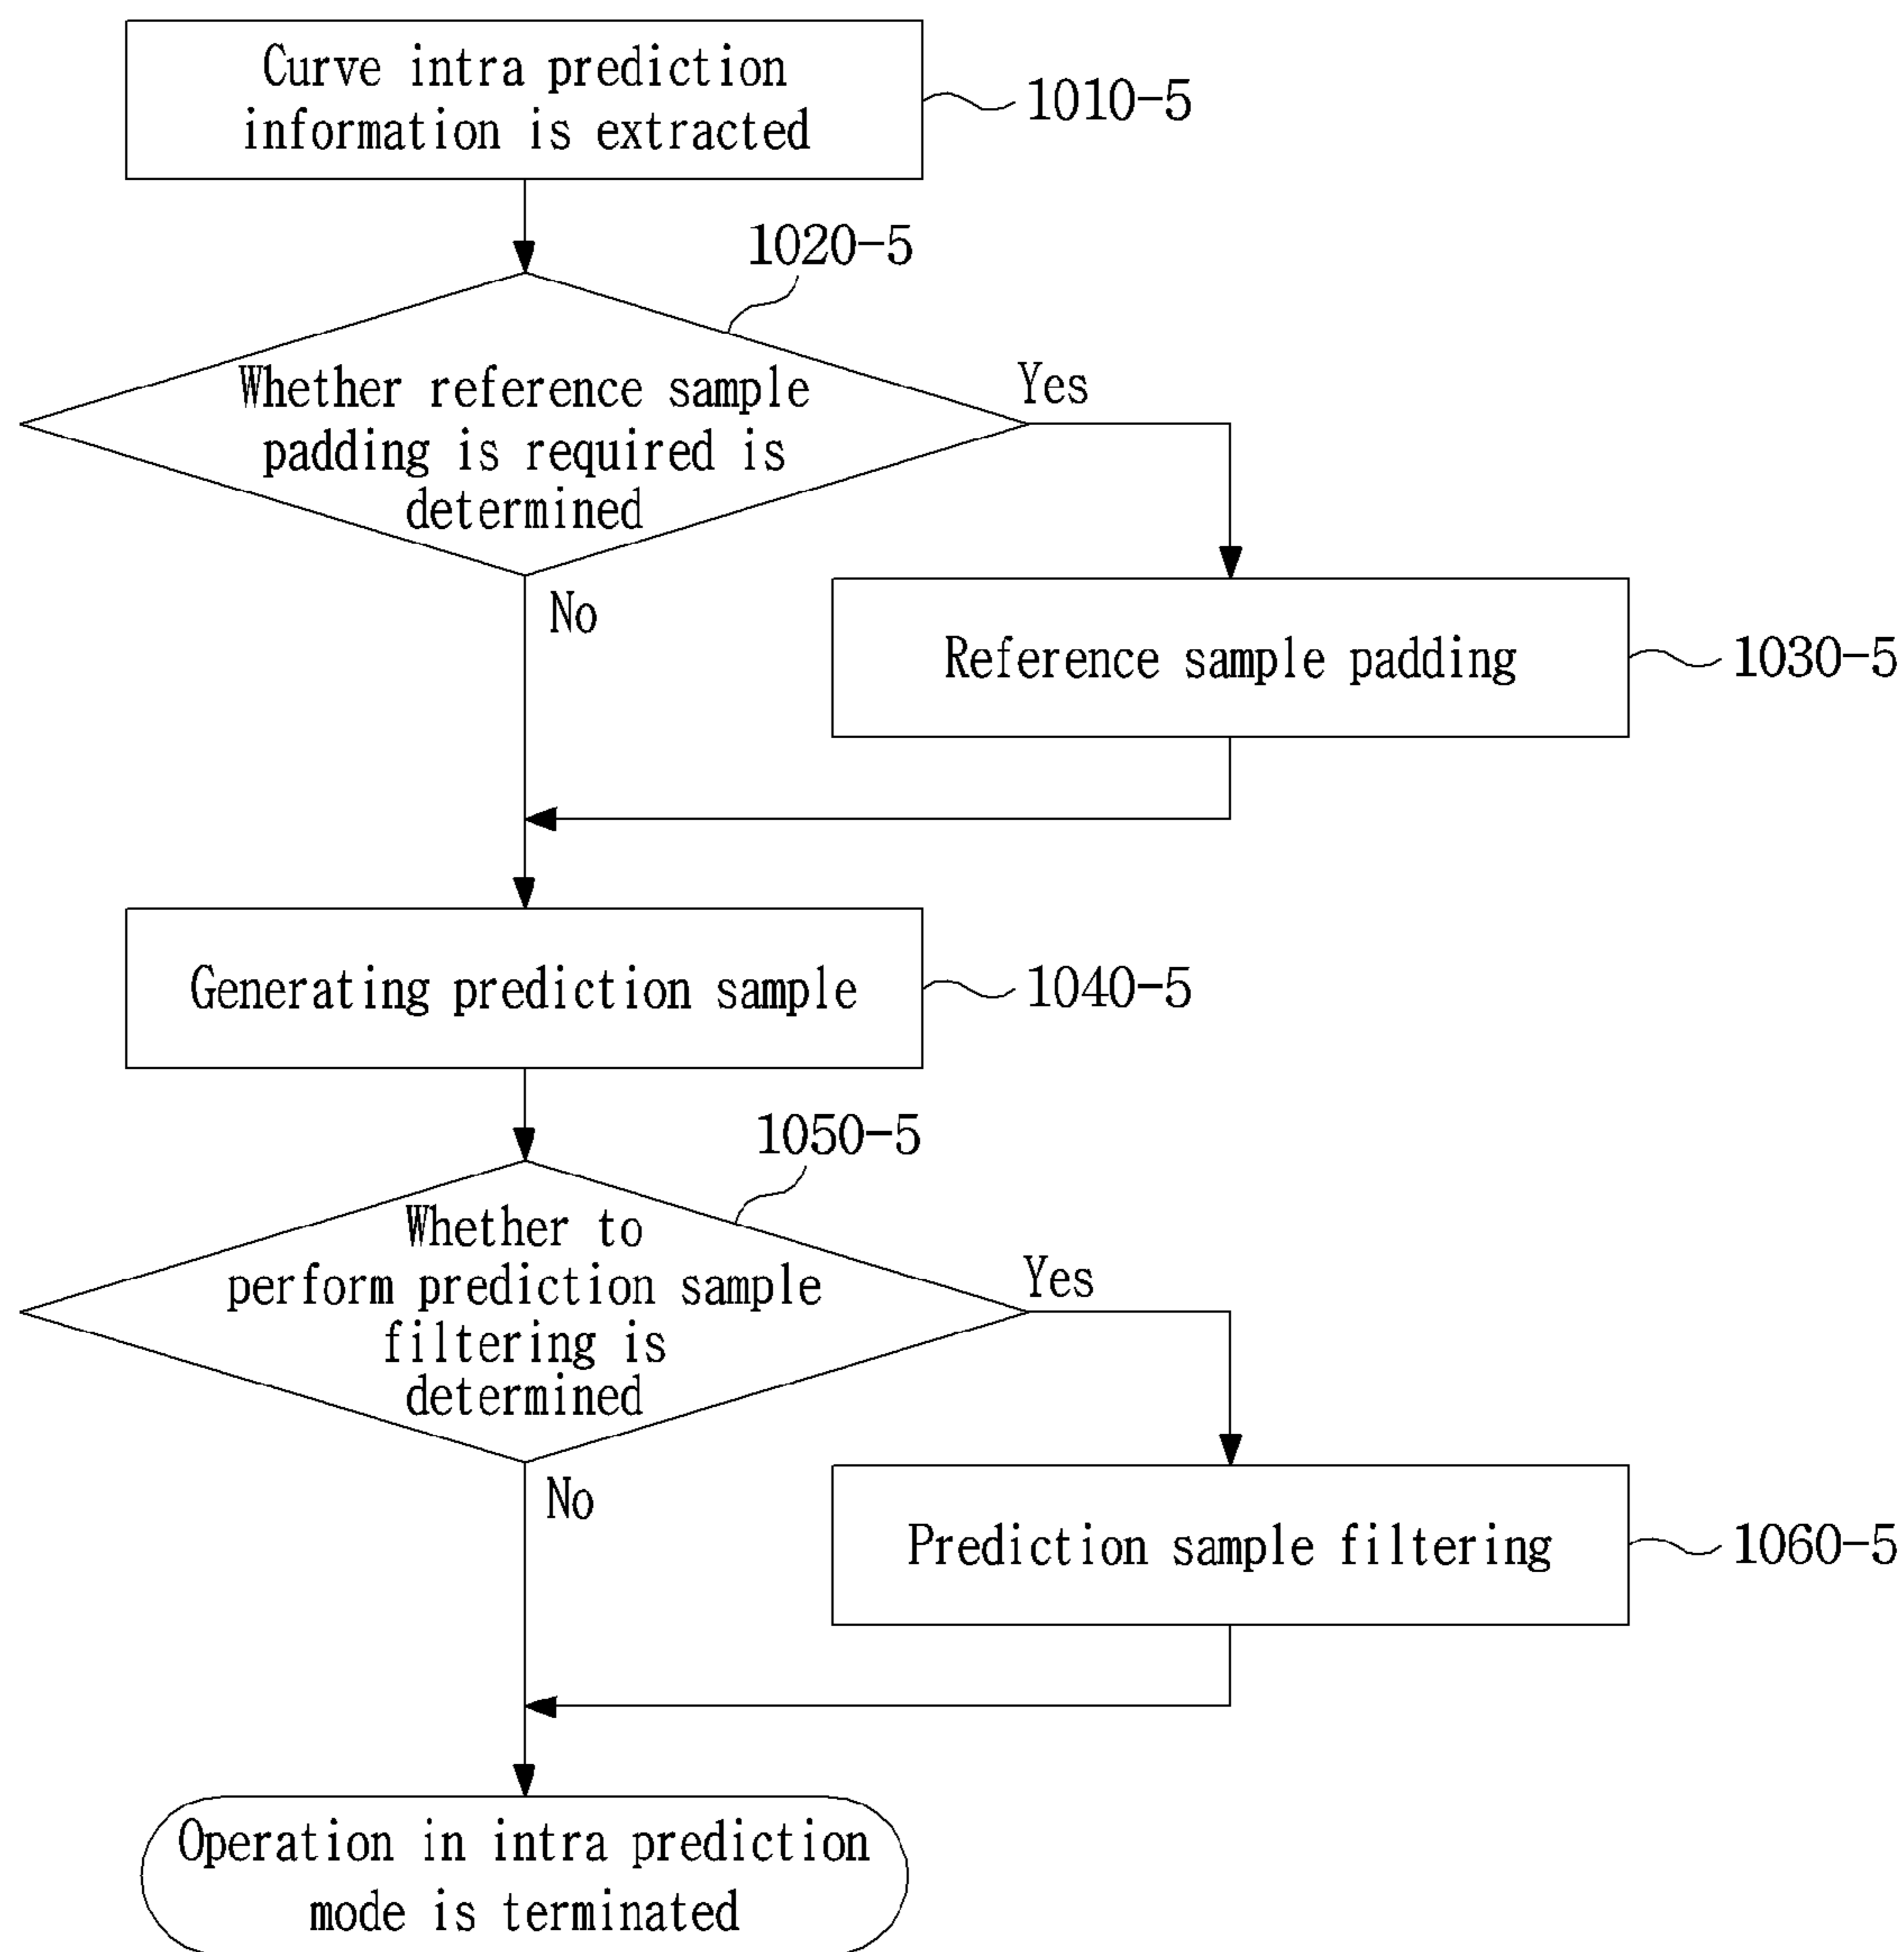 Curve intra prediction
information is extracted
1010-5
1020-5
Whether reference sample
padding is required is
determined
Yes
No
Reference sample padding
1030-5
Generating prediction sample
1040-5
1050-5
Whether to
perform prediction sample
filtering is
determined
Yes
No
Prediction sample filtering
1060-5
Operation in intra prediction
mode is terminated